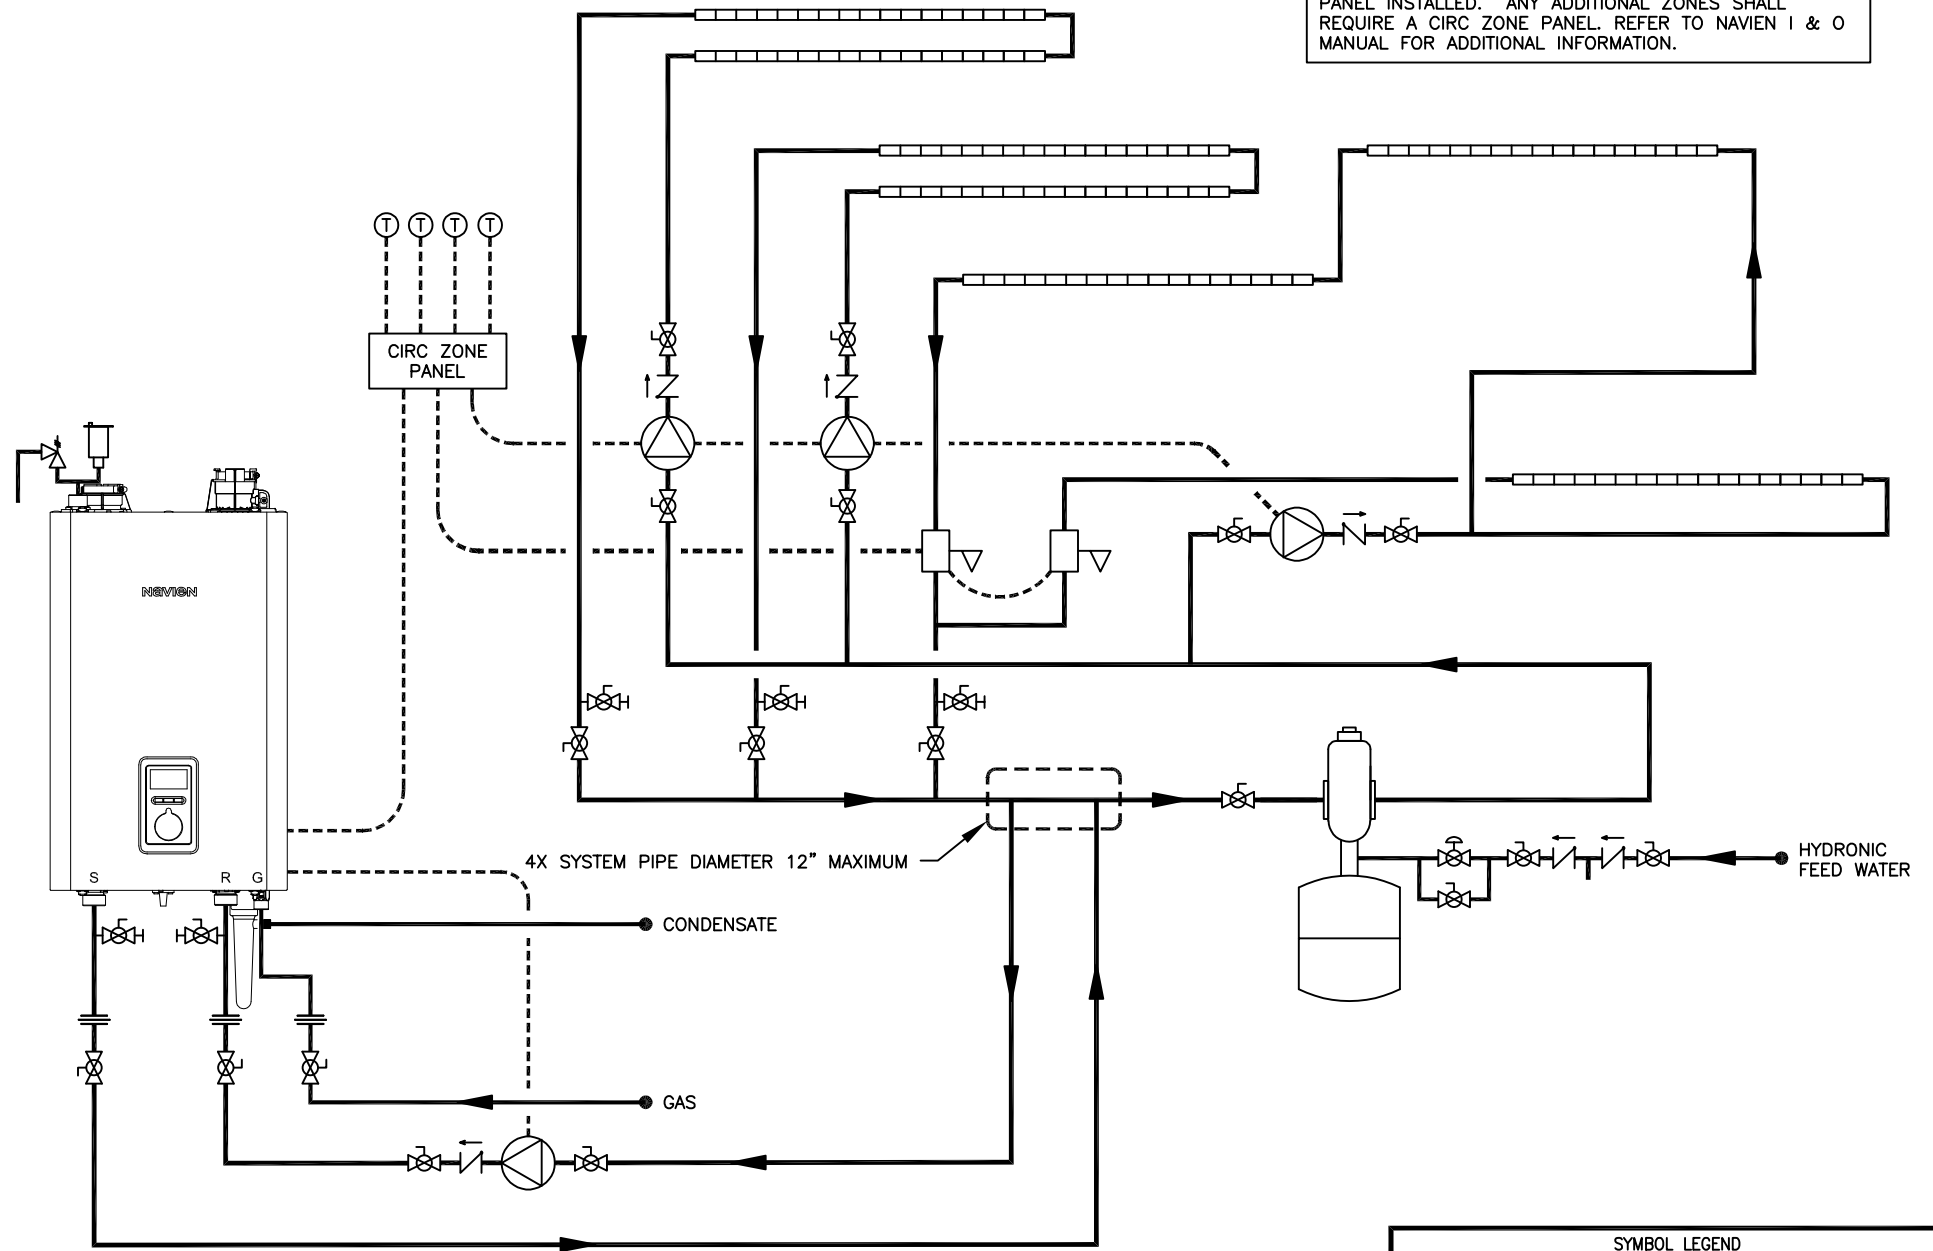 PANEL INSTALLED. ANY ADDITIONAL ZONES SHALL
REQUIRE A CIRC ZONE PANEL. REFER TO NAVIEN I & O
MANUAL FOR ADDITIONAL INFORMATION.
T T T T
CIRC ZONE
PANEL
NAVIEN
S R G
4X SYSTEM PIPE DIAMETER 12" MAXIMUM
HYDRONIC
FEED WATER
CONDENSATE
GAS
SYMBOL LEGEND